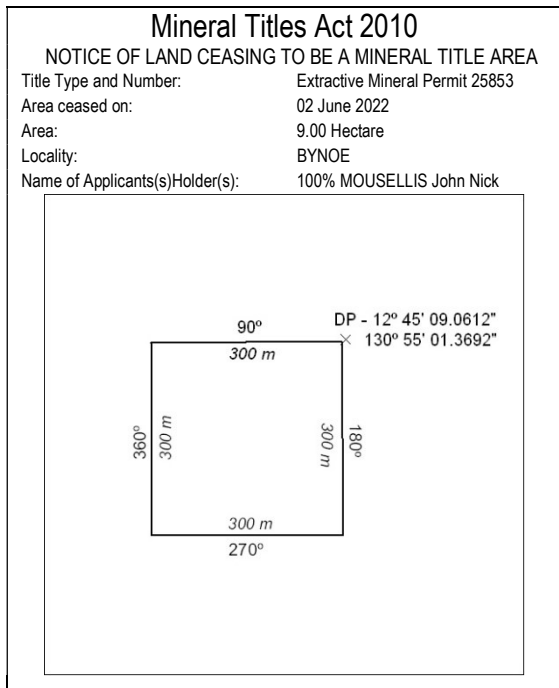 Mineral Titles Act 2010
NOTICE OF LAND CEASING TO BE A MINERAL TITLE AREA
Title Type and Number: Extractive Mineral Permit 25853
Area ceased on: 02 June 2022
Area: 9.00 Hectare
Locality: BYNOE
Name of Applicants(s)Holder(s): 100% MOUSELLIS John Nick
DP - 12º 45' 09.0612"
130º 55' 01.3692"
90º
300 m
360º
300 m
300 m
180º
300 m
270º